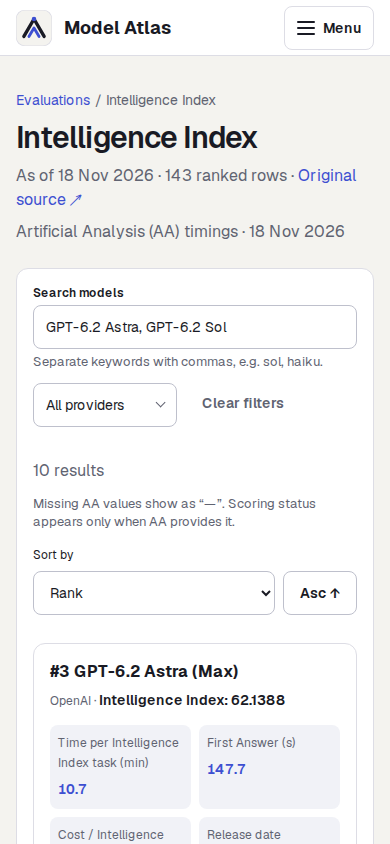 Model Atlas
Menu
Evaluations / Intelligence Index
Intelligence Index
As of 18 Nov 2026 · 143 ranked rows · Original
source ↗
Artificial Analysis (AA) timings · 18 Nov 2026
Search models
GPT-6.2 Astra, GPT-6.2 Sol
Separate keywords with commas, e.g. sol, haiku.
All providers
Clear filters
10 results
Missing AA values show as “—”. Scoring status
appears only when AA provides it.
Sort by
Rank
Asc ↑
#3 GPT-6.2 Astra (Max)
OpenAI · Intelligence Index: 62.1388
Time per Intelligence
Index task (min)
10.7
First Answer (s)
147.7
Cost / Intelligence
Release date